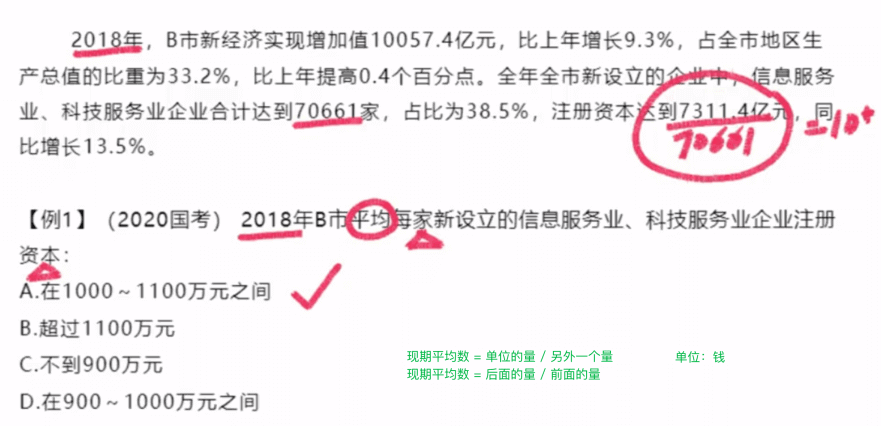 2018年，B市新经济实现增加值10057.4亿元，比上年增长9.3%，占全市地区生
产总值的比重为33.2%，比上年提高0.4个百分点。全年全市新设立的企业中，信息服务
业、科技服务业企业合计达到70661家，占比为38.5%，注册资本达到7311.4亿元，同
70661
=10+
比增长13.5%。
【例1】（2020国考） 2018年B市平均每家新设立的信息服务业、科技服务业企业注册
资本：
A.在1000～1100万元之间
B.超过1100万元
C.不到900万元
D.在900～1000万元之间
现期平均数 = 单位的量 / 另外一个量 单位：钱
现期平均数 = 后面的量 / 前面的量